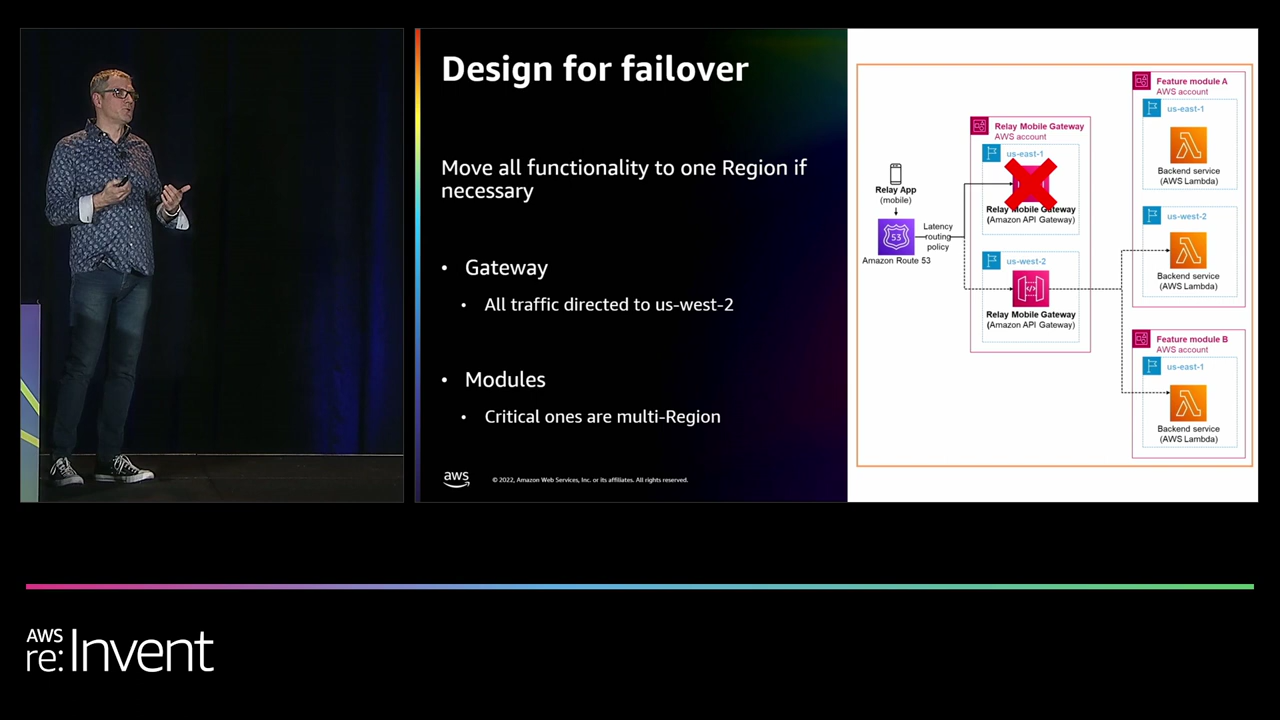 Design for failover
Move all functionality to one Region if
necessary
• Gateway
• All traffic directed to us-west-2
• Modules
• Critical ones are multi-Region
aws
© 2022, Amazon Web Services, Inc. or its affiliates. All rights reserved.
Relay App
(mobile)
53
Amazon Route 53
Latency
routing
policy
Relay Mobile Gateway
AWS account
us-east-1
Relay Mobile Gateway
(Amazon API Gateway)
us-west-2
Relay Mobile Gateway
(Amazon API Gateway)
Feature module A
AWS account
us-east-1
Backend service
(AWS Lambda)
us-west-2
Backend service
(AWS Lambda)
Feature module B
AWS account
us-east-1
Backend service
(AWS Lambda)
AWS
re:Invent